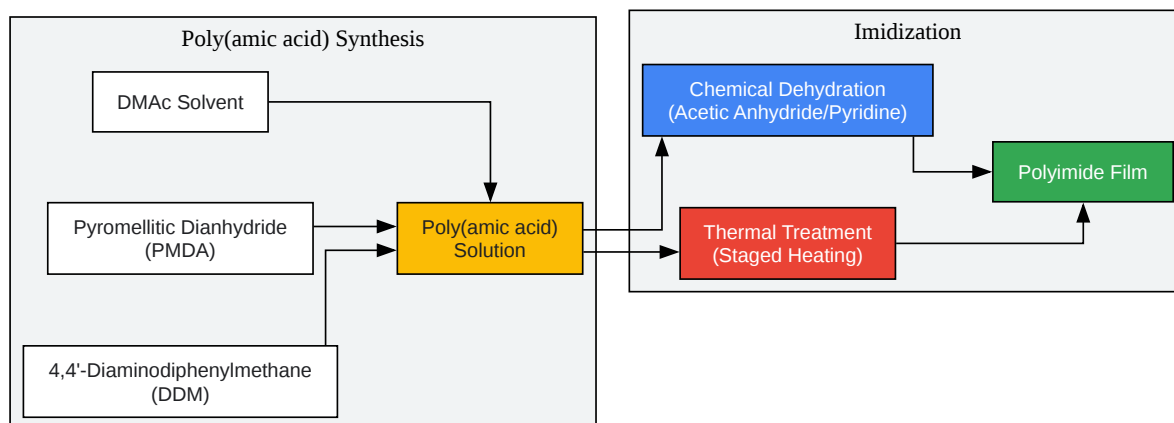 Poly(amic acid) Synthesis
DMAc Solvent
Pyromellitic Dianhydride
(PMDA)
4,4'-Diaminodiphenylmethane
(DDM)
Poly(amic acid)
Solution
Imidization
Chemical Dehydration
(Acetic Anhydride/Pyridine)
Thermal Treatment
(Staged Heating)
Polyimide Film